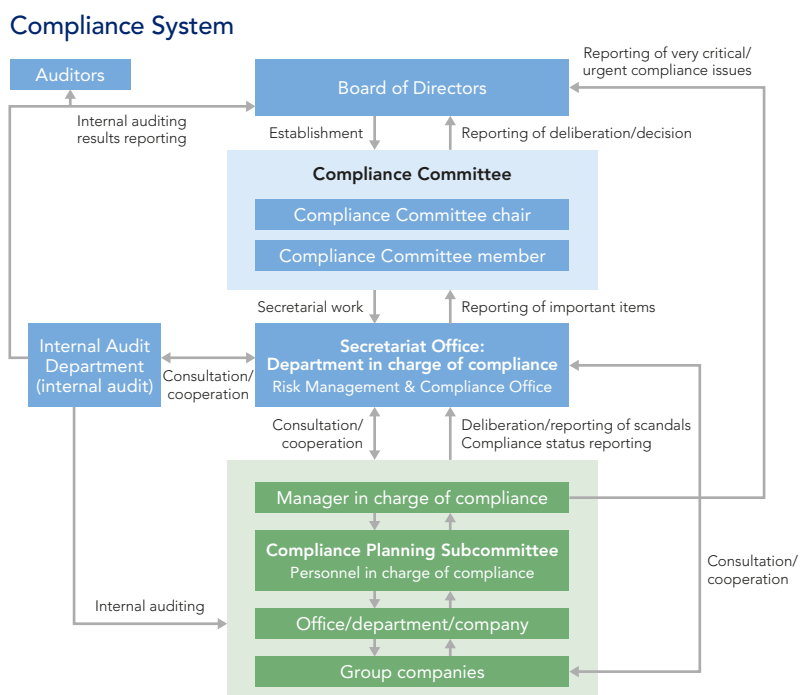 Compliance System
Reporting of very critical/
urgent compliance issues
Auditors
Board of Directors
Internal auditing
results reporting
Establishment
Reporting of deliberation/decision
Compliance Committee
Compliance Committee chair
Compliance Committee member
Secretarial work
Reporting of important items
Internal Audit
Department
(internal audit)
Consultation/
cooperation
Secretariat Office:
Department in charge of compliance
Risk Management & Compliance Office
Consultation/
cooperation
Deliberation/reporting of scandals
Compliance status reporting
Manager in charge of compliance
Compliance Planning Subcommittee
Personnel in charge of compliance
Consultation/
cooperation
Internal auditing
Office/department/company
Group companies